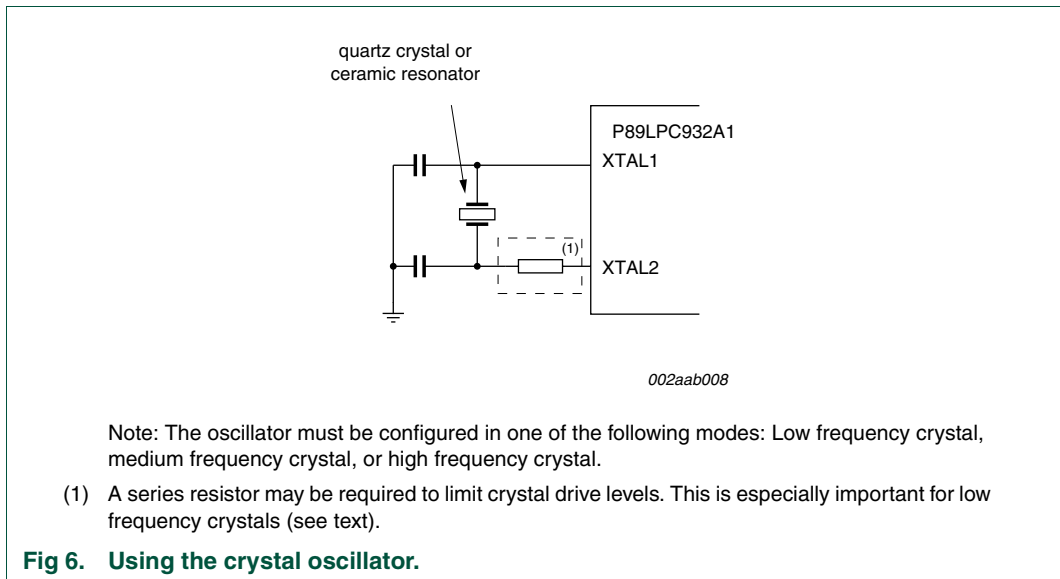 quartz crystal or
ceramic resonator
P89LPC932A1
XTAL1
(1)
XTAL2
002aab008
Note: The oscillator must be configured in one of the following modes: Low frequency crystal,
medium frequency crystal, or high frequency crystal.
(1) A series resistor may be required to limit crystal drive levels. This is especially important for low
frequency crystals (see text).
Fig 6. Using the crystal oscillator.